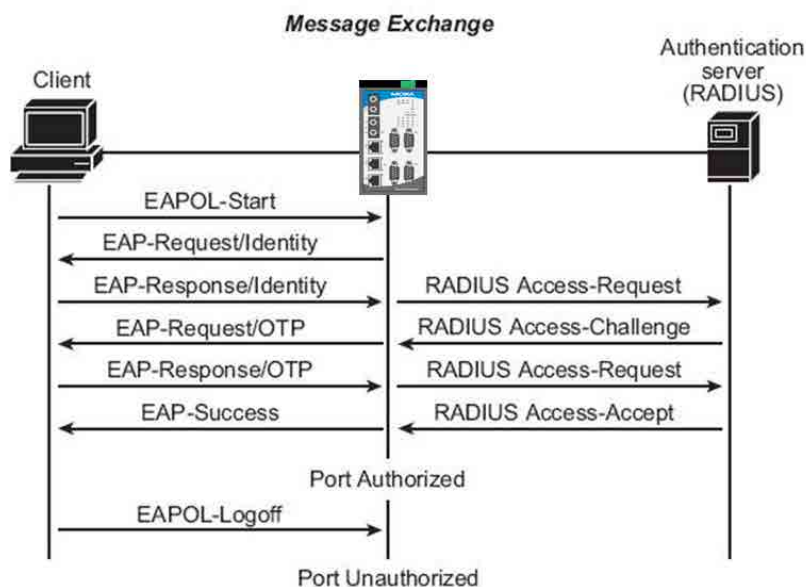 Message Exchange
Client
Authentication
server
(RADIUS)
MOXA
EAPOL-Start
EAP-Request/Identity
EAP-Response/Identity
RADIUS Access-Request
EAP-Request/OTP
RADIUS Access-Challenge
EAP-Response/OTP
RADIUS Access-Request
EAP-Success
RADIUS Access-Accept
Port Authorized
EAPOL-Logoff
Port Unauthorized